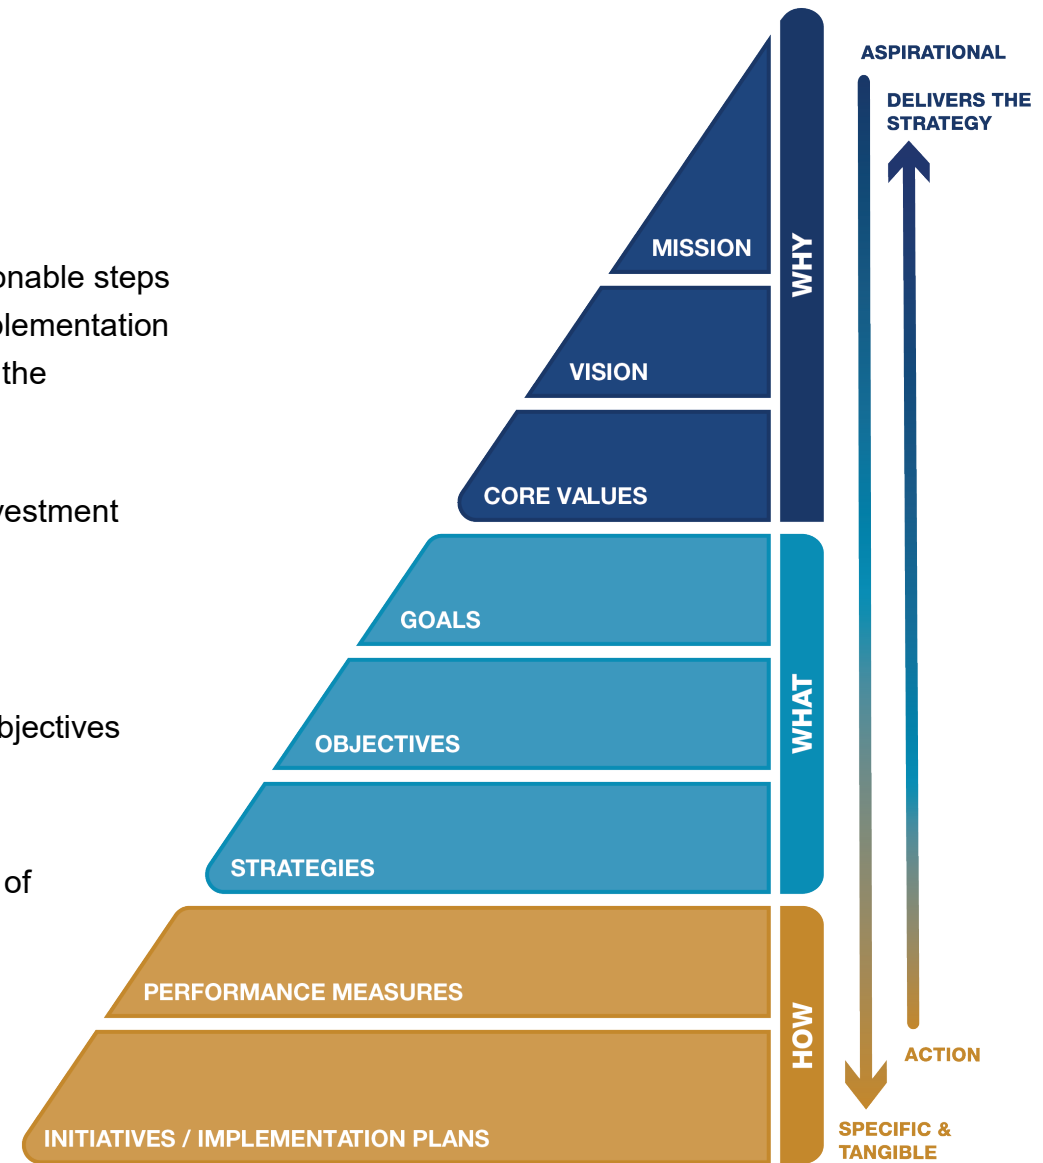 onable steps
plementation
the
vestment
bjectives
of
MISSION
VISION
CORE VALUES
GOALS
OBJECTIVES
STRATEGIES
PERFORMANCE MEASURES
INITIATIVES / IMPLEMENTATION PLANS
WHY
WHAT
HOW
ASPIRATIONAL
DELIVERS THE
STRATEGY
ACTION
SPECIFIC &
TANGIBLE